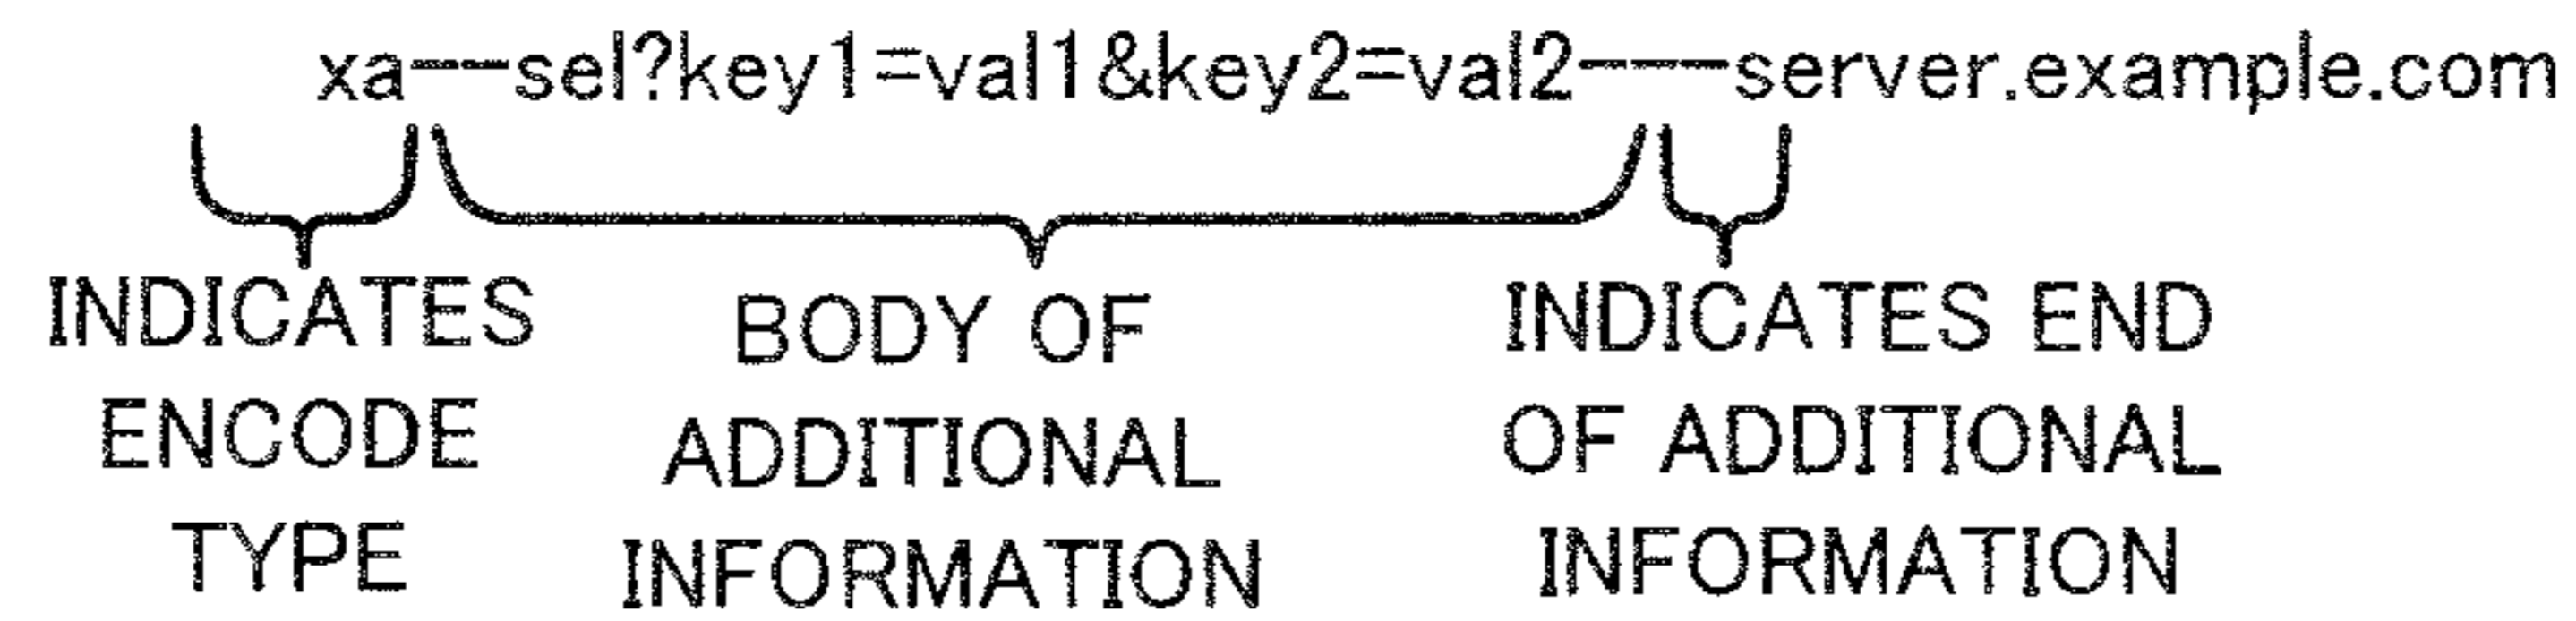 xa--sel?key1=val1&key2=val2---server.example.com
INDICATES
ENCODE
TYPE
BODY OF
ADDITIONAL
INFORMATION
INDICATES END
OF ADDITIONAL
INFORMATION